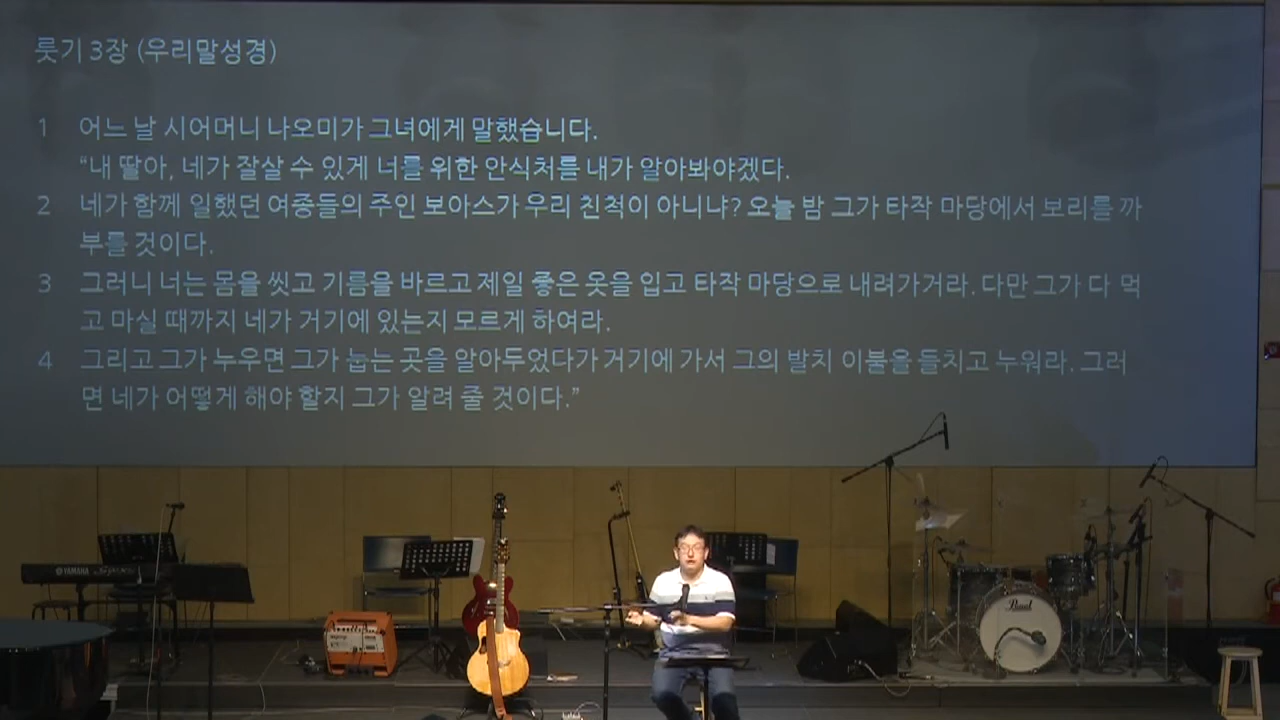 룻기 3장 (우리말성경)
1 어느 날 시어머니 나오미가 그녀에게 말했습니다.
“내 딸아, 네가 잘살 수 있게 너를 위한 안식처를 내가 알아봐야겠다.
2 네가 함께 일했던 여종들의 주인 보아스가 우리 친척이 아니냐? 오늘 밤 그가 타작 마당에서 보리를 까
부를 것이다.
3 그러니 너는 몸을 씻고 기름을 바르고 제일 좋은 옷을 입고 타작 마당으로 내려가거라. 다만 그가 다 먹
고 마실 때까지 네가 거기에 있는지 모르게 하여라.
4 그리고 그가 누우면 그가 눕는 곳을 알아두었다가 거기에 가서 그의 발치 이불을 들치고 누워라. 그러
면 네가 어떻게 해야 할지 그가 알려 줄 것이다.”
YAMAHA
Pearl